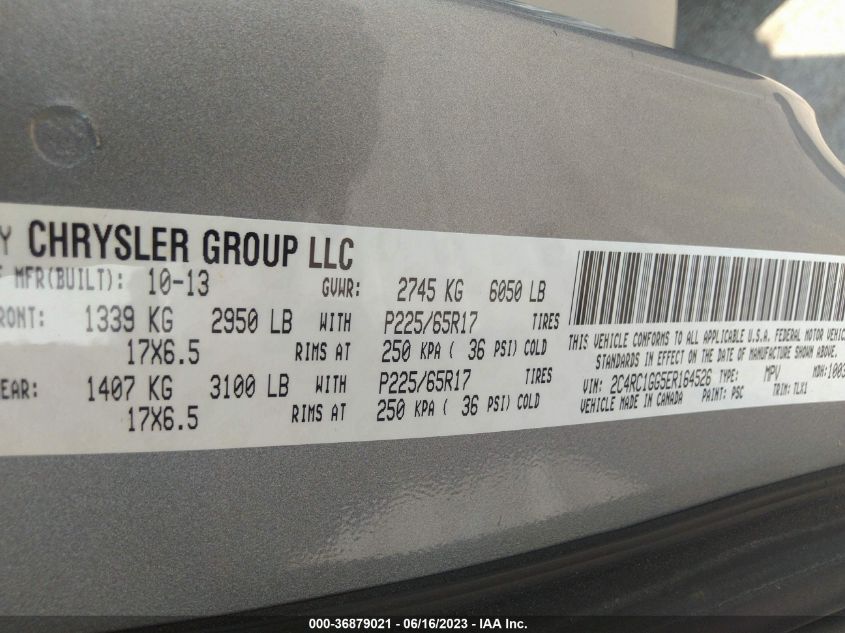 Y CHRYSLER GROUP LLC
F MFR(BUILT): 10-13 GVWR: 2745 KG 6050 LB
RONT: 1339 KG 2950 LB WITH P225/65R17 TIRES
17X6.5 RIMS AT 250 KPA ( 36 PSI) COLD
EAR: 1407 KG 3100 LB WITH P225/65R17 TIRES
17X6.5 RIMS AT 250 KPA ( 36 PSI) COLD
THIS VEHICLE CONFORMS TO ALL APPLICABLE U.S.A. FEDERAL MOTOR VEHIC
STANDARDS IN EFFECT ON THE DATE OF MANUFACTURE SHOWN ABOVE.
VIN: 2C4RC1GG5ER164526 TYPE: MPV MDH:1003
VEHICLE MADE IN CANADA PAINT: PSC TRIM: TLX1
000-36879021 - 06/16/2023 - IAA Inc.